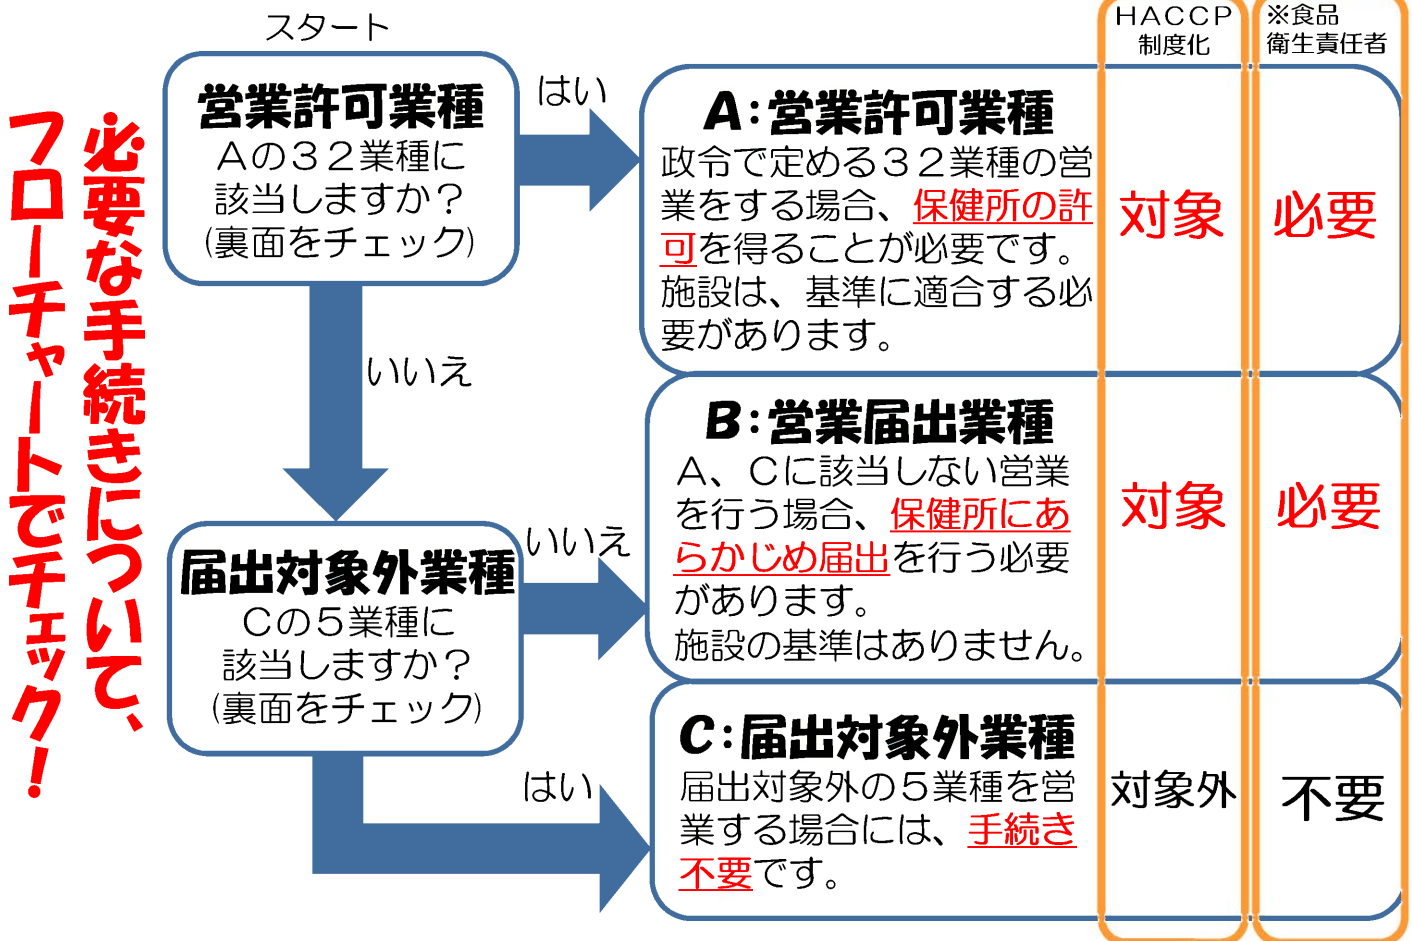 必要な手続きについて、
フローチャートでチェック！
スタート
営業許可業種
Aの３２業種に
該当しますか？
(裏面をチェック)
はい
いいえ
届出対象外業種
Cの５業種に
該当しますか？
(裏面をチェック)
いいえ
はい
A：営業許可業種
政令で定める３２業種の営
業をする場合、保健所の許
可を得ることが必要です。
施設は、基準に適合する必
要があります。
B：営業届出業種
A、Cに該当しない営業
を行う場合、保健所にあ
らかじめ届出を行う必要
があります。
施設の基準はありません。
C：届出対象外業種
届出対象外の５業種を営
業する場合には、手続き
不要です。
HACCP
制度化
対象
対象
対象外
※食品
衛生責任者
必要
必要
不要